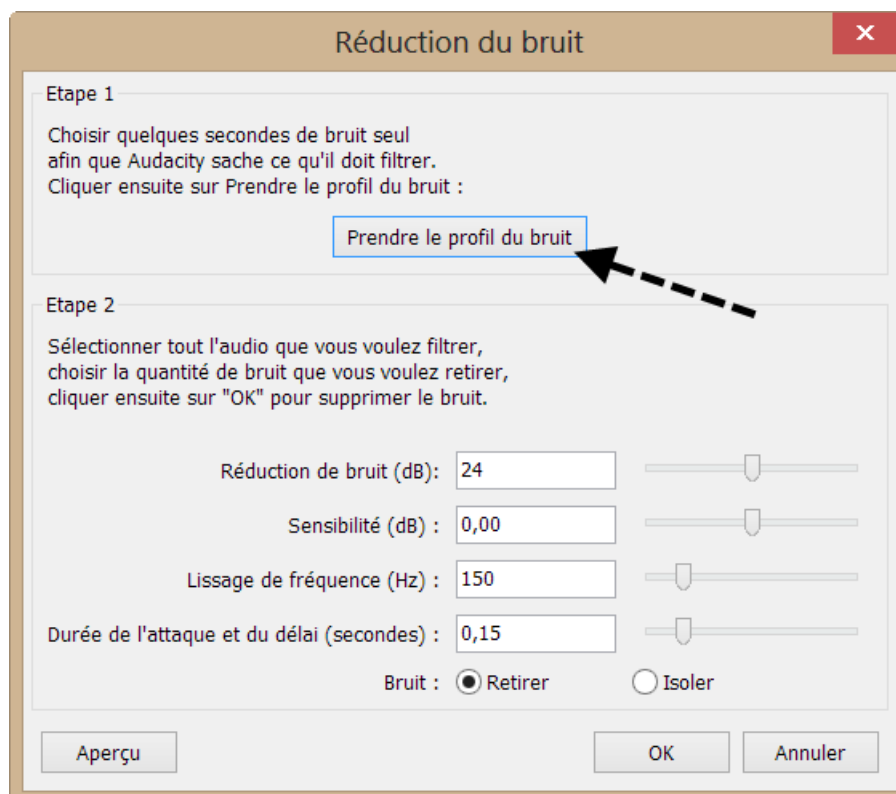 Réduction du bruit
Etape 1
Choisir quelques secondes de bruit seul
afin que Audacity sache ce qu'il doit filtrer.
Cliquer ensuite sur Prendre le profil du bruit :
Prendre le profil du bruit
Etape 2
Sélectionner tout l'audio que vous voulez filtrer,
choisir la quantité de bruit que vous voulez retirer,
cliquer ensuite sur "OK" pour supprimer le bruit.
Réduction de bruit (dB): 24
Sensibilité (dB) : 0,00
Lissage de fréquence (Hz) : 150
Durée de l'attaque et du délai (secondes) : 0,15
Bruit : Retirer Isoler
Aperçu OK Annuler